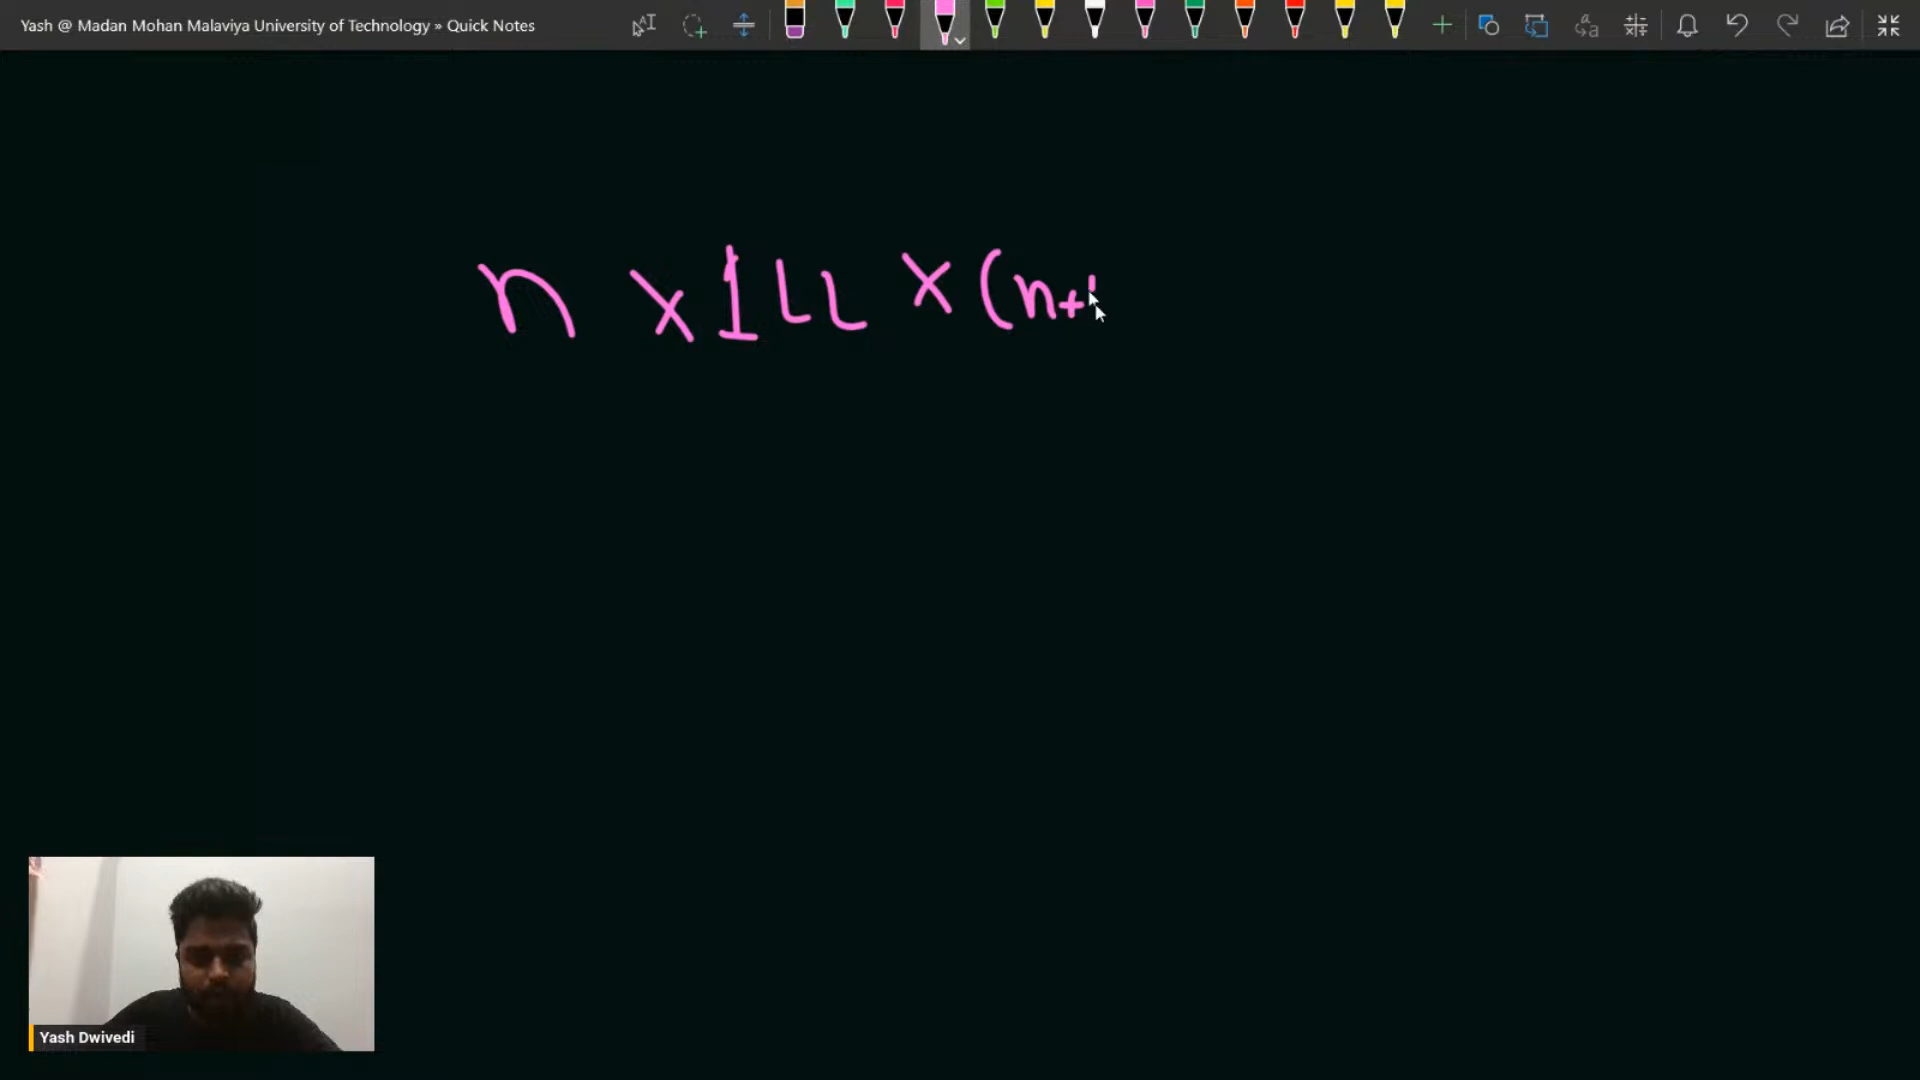 Yash @ Madan Mohan Malaviya University of Technology » Quick Notes
n x 1LL x (n+1
Yash Dwivedi